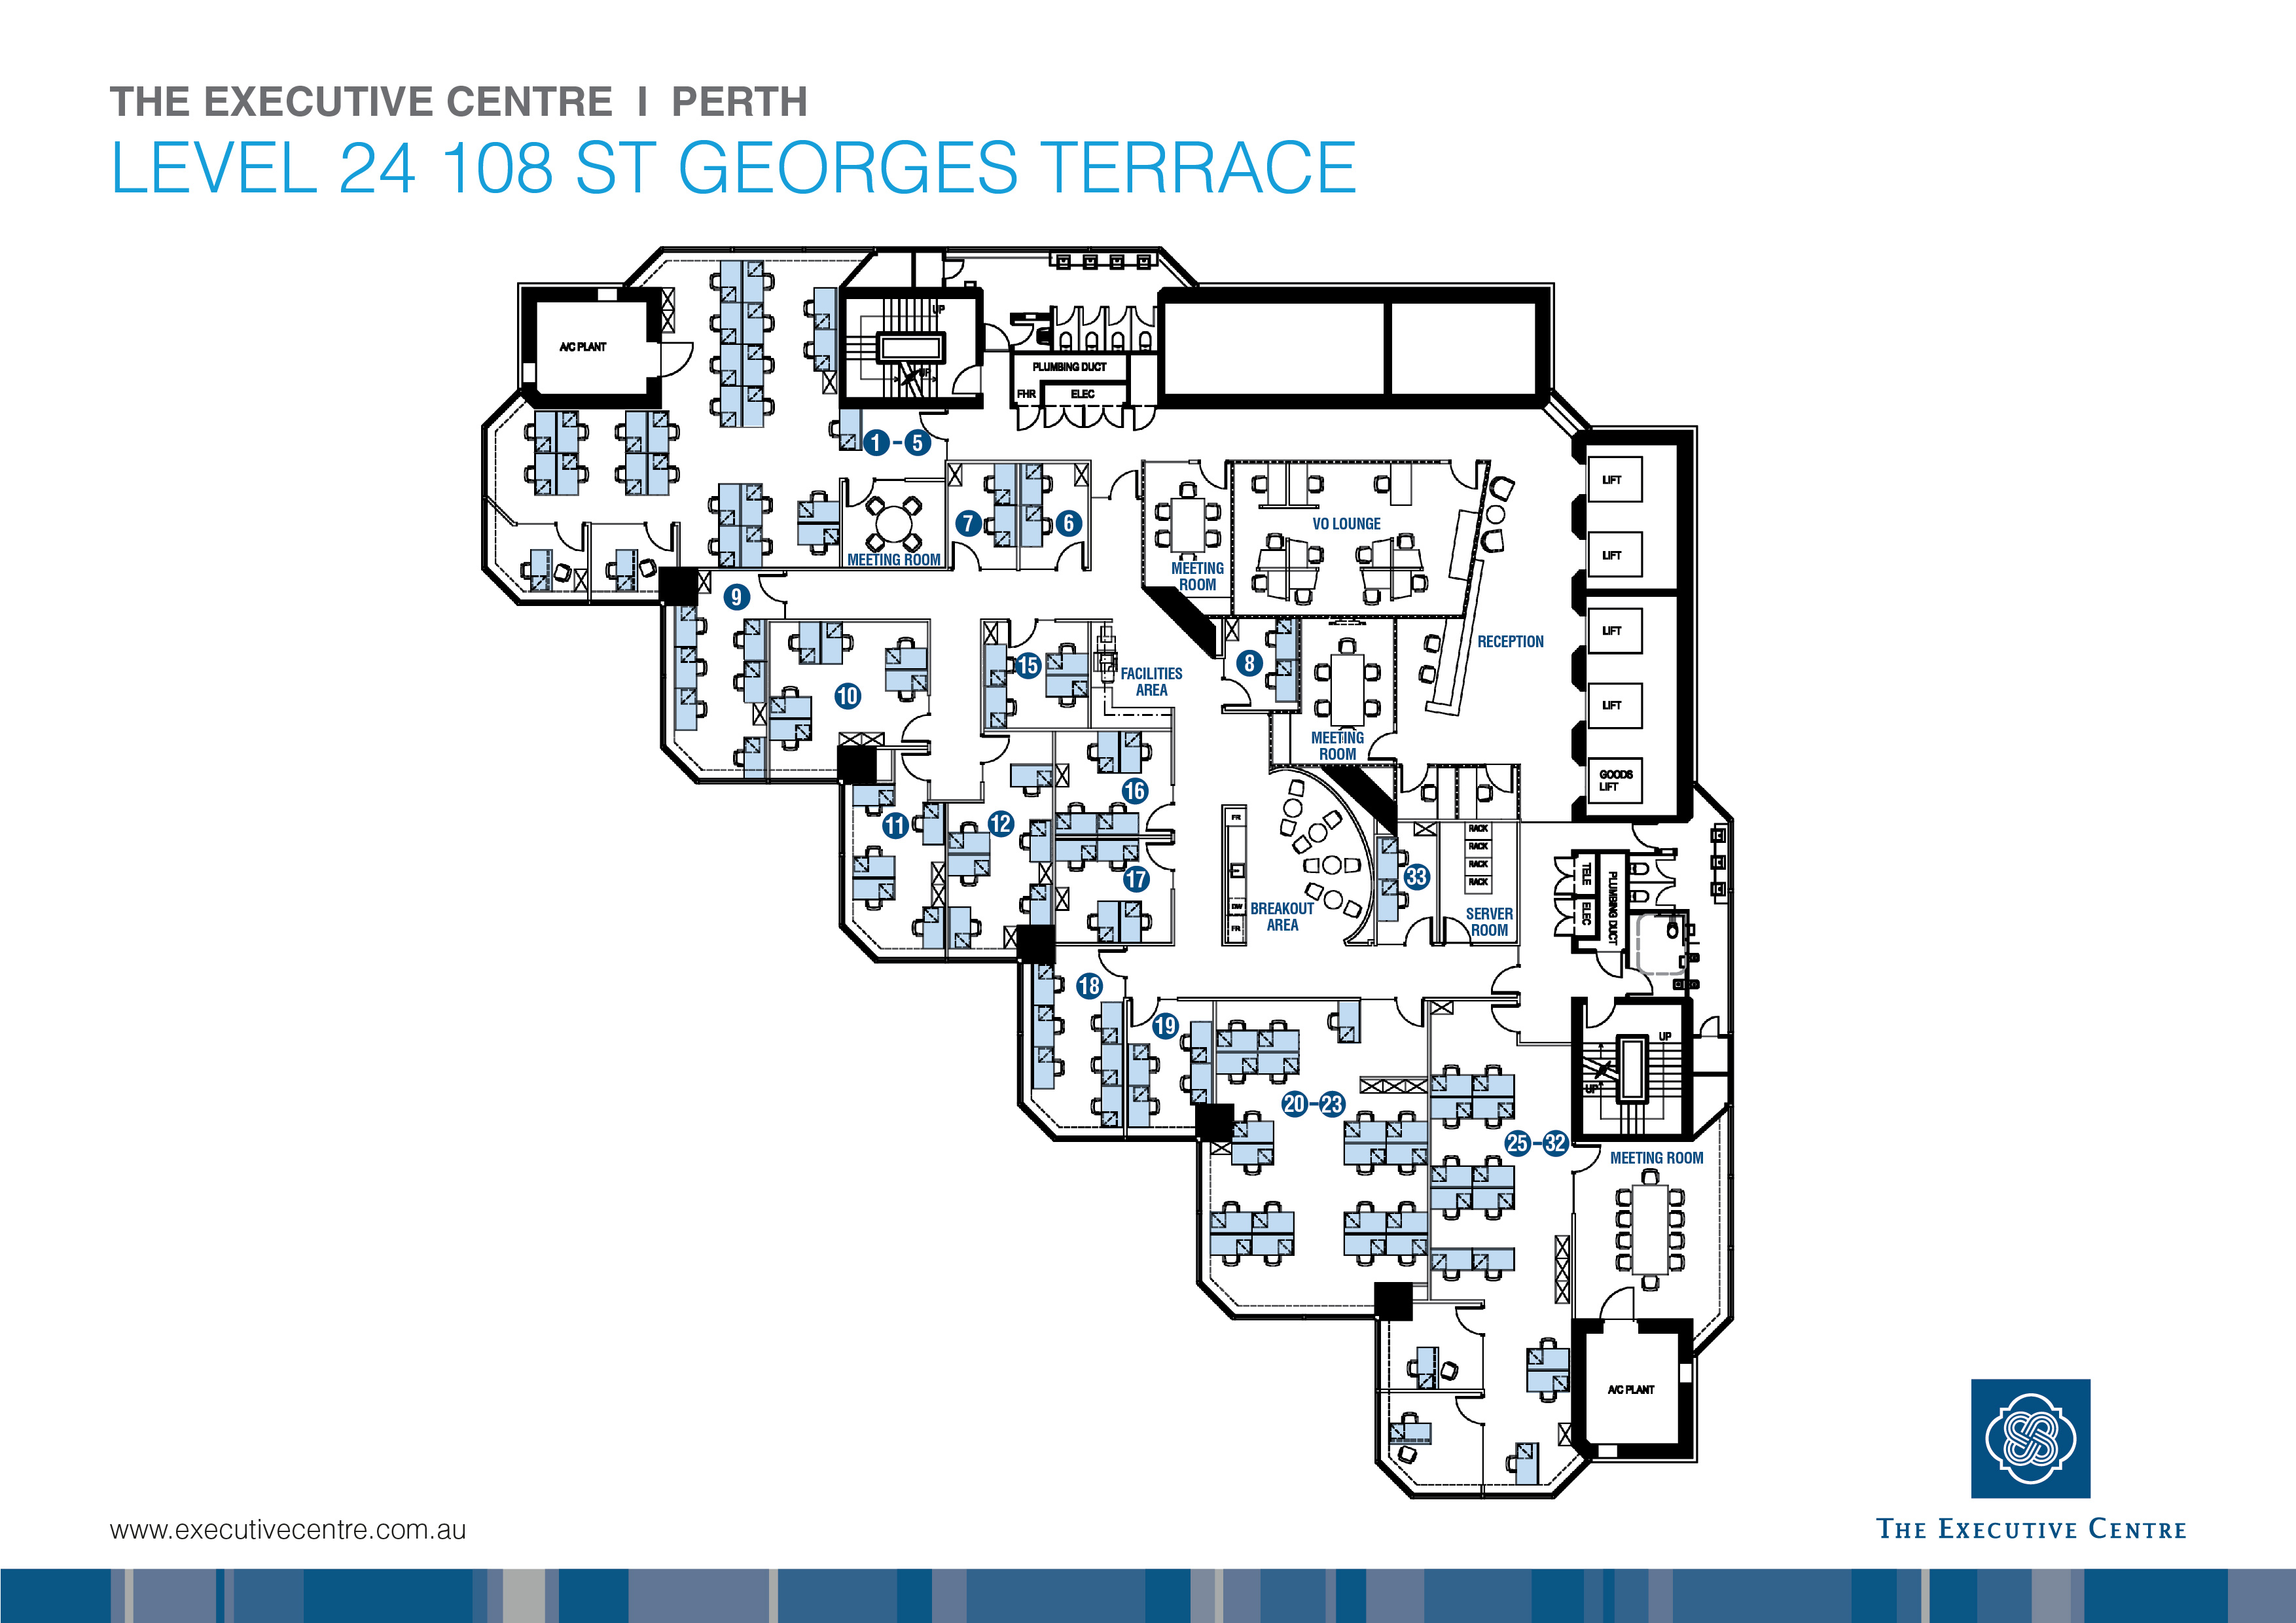 THE EXECUTIVE CENTRE | PERTH
LEVEL 24 108 ST GEORGES TERRACE
UP
A/C PLANT
PLUMBING DUCT
UP
FHR
ELEC
1 - 5
LIFT
7
6
VO LOUNGE
LIFT
MEETING ROOM
MEETING
ROOM
9
LIFT
RECEPTION
8
15
FACILITIES
AREA
10
LIFT
MEETING
ROOM
GOODS
LIFT
16
FR
11
12
RACK
RACK
RACK
RACK
TELE
PLUMBING DUCT
17
33
DW
BREAKOUT
AREA
SERVER
ROOM
ELEC
FR
18
19
UP
UP
20-23
25-32
MEETING ROOM
A/C PLANT
www.executivecentre.com.au
THE EXECUTIVE CENTRE